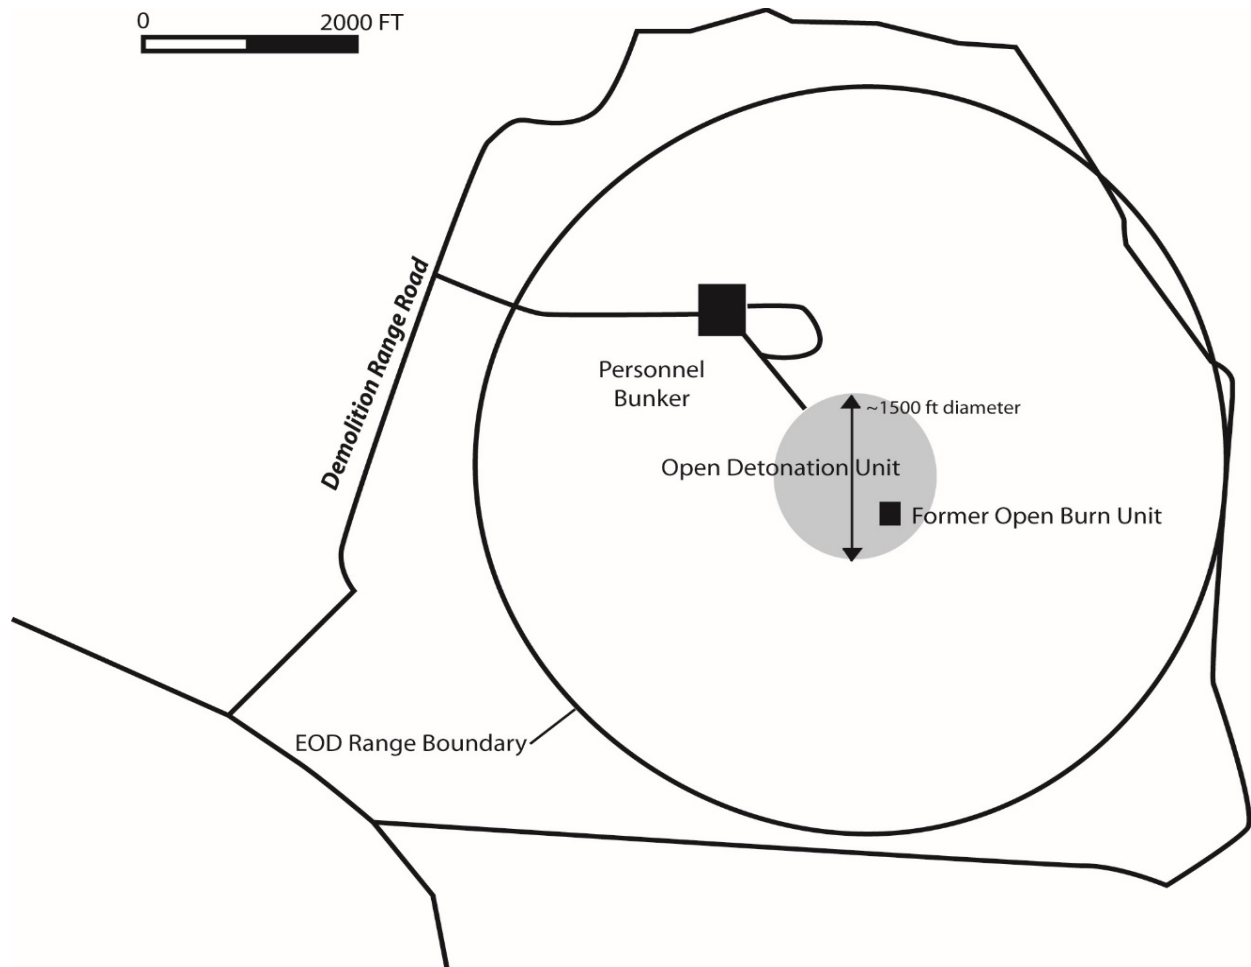 0
2000 FT
Demolition Range Road
Personnel
Bunker
~1500 ft diameter
Open Detonation Unit
Former Open Burn Unit
EOD Range Boundary